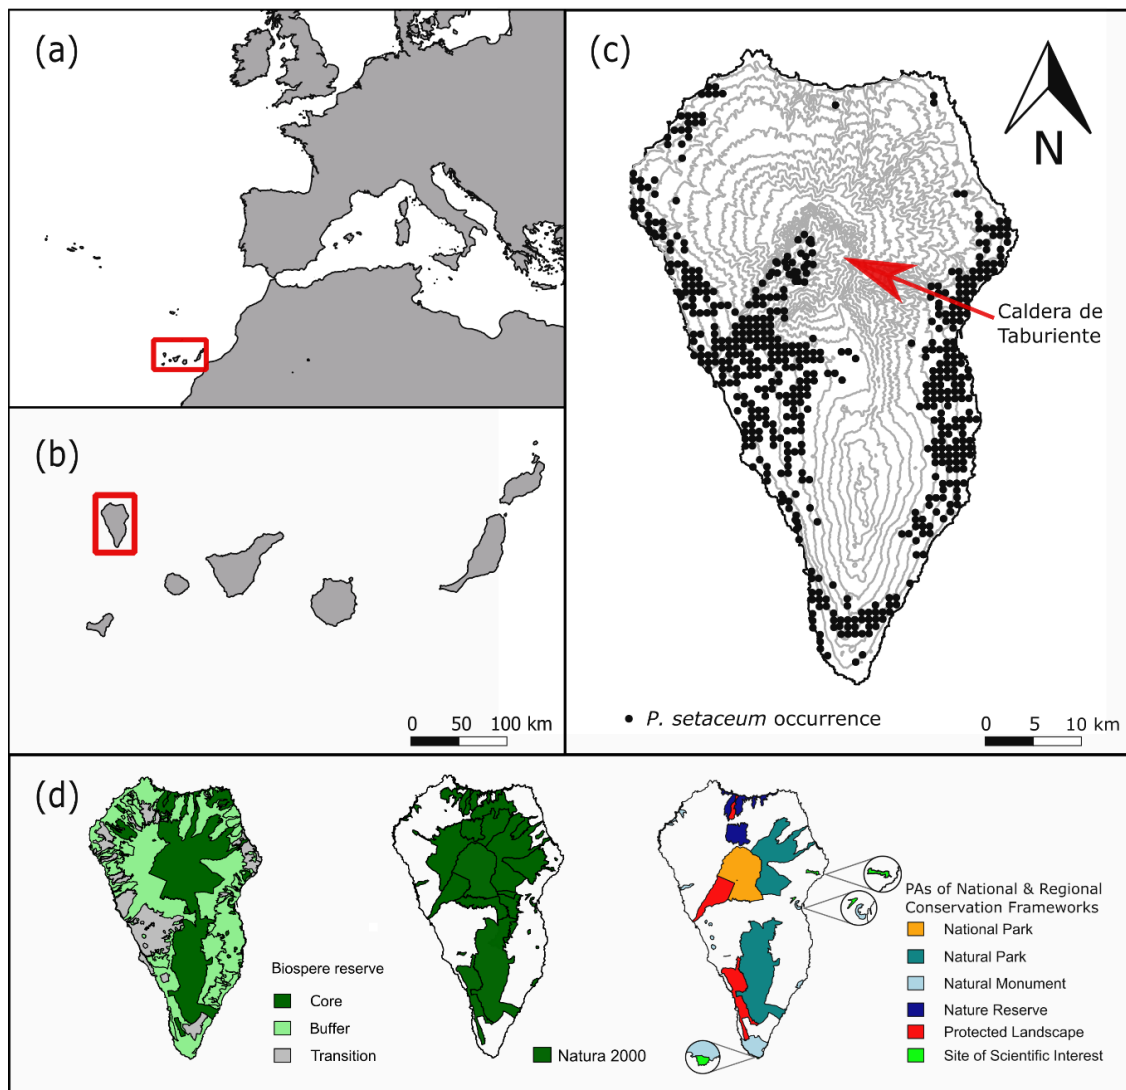 (a)
(b)
0 50 100 km
(c)
N
Caldera de
Taburiente
P. setaceum occurrence
0 5 10 km
(d)
Biospere reserve
Core
Buffer
Transition
Natura 2000
PAs of National & Regional
Conservation Frameworks
National Park
Natural Park
Natural Monument
Nature Reserve
Protected Landscape
Site of Scientific Interest